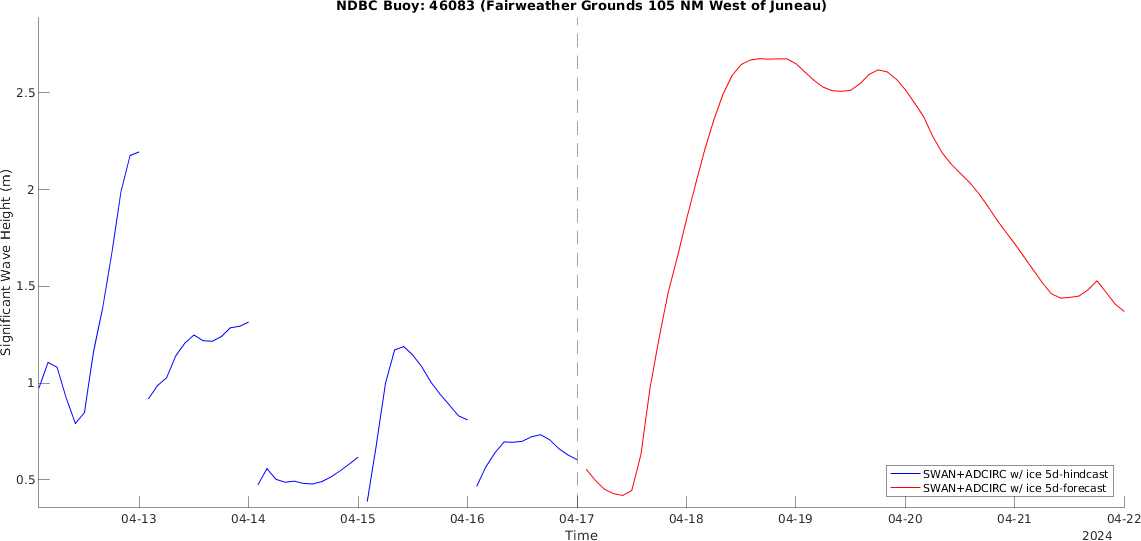 NDBC Buoy: 46083 (Fairweather Grounds 105 NM West of Juneau)
Significant Wave Height (m)
2.5
2
1.5
1
0.5
SWAN+ADCIRC w/ ice 5d-hindcast
SWAN+ADCIRC w/ ice 5d-forecast
04-13 04-14 04-15 04-16 04-17 04-18 04-19 04-20 04-21 04-22
Time
2024